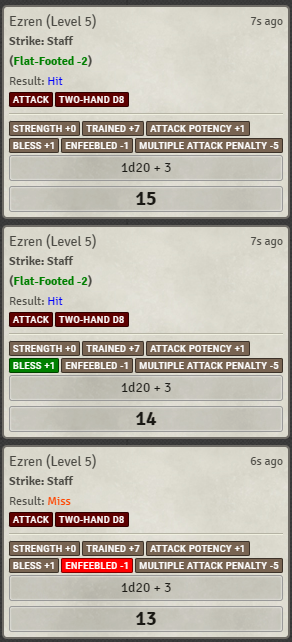 Ezren (Level 5) 7s ago
Strike: Staff
(Flat-Footed -2)
Result: Hit
ATTACK TWO-HAND D8
STRENGTH +0 TRAINED +7 ATTACK POTENCY +1
BLESS +1 ENFEEBLED -1 MULTIPLE ATTACK PENALTY -5
1d20 + 3
15
Ezren (Level 5) 7s ago
Strike: Staff
(Flat-Footed -2)
Result: Hit
ATTACK TWO-HAND D8
STRENGTH +0 TRAINED +7 ATTACK POTENCY +1
BLESS +1 ENFEEBLED -1 MULTIPLE ATTACK PENALTY -5
1d20 + 3
14
Ezren (Level 5) 6s ago
Strike: Staff
Result: Miss
ATTACK TWO-HAND D8
STRENGTH +0 TRAINED +7 ATTACK POTENCY +1
BLESS +1 ENFEEBLED -1 MULTIPLE ATTACK PENALTY -5
1d20 + 3
13